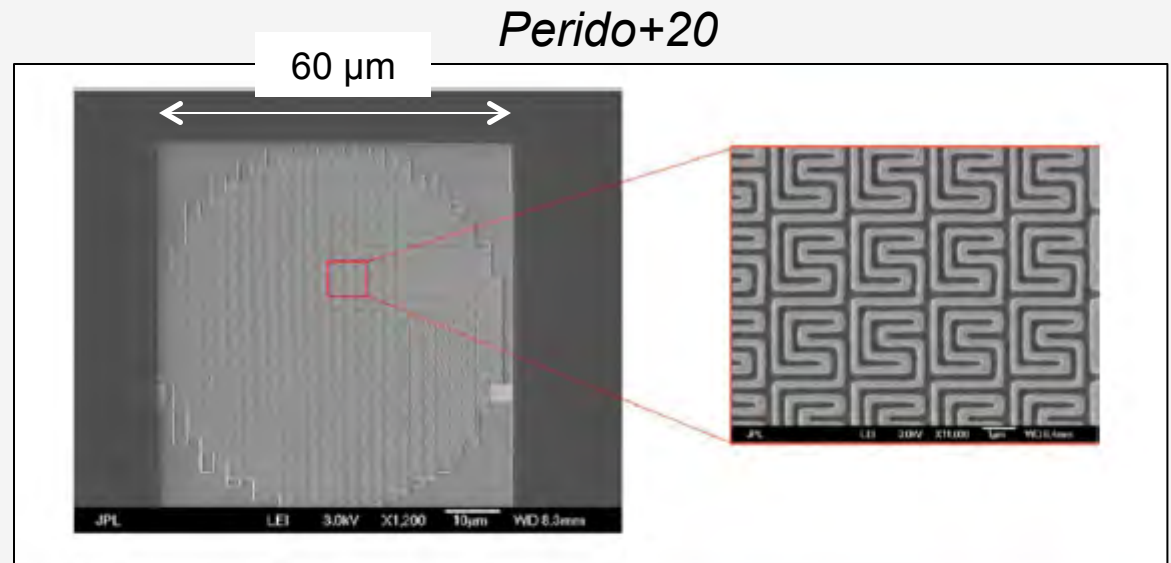 Perido+20
60 µm
JPL LEI 3.0kV X1,200 10µm WD 8.3mm
JPL LEI 3.0kV X11,000 1µm